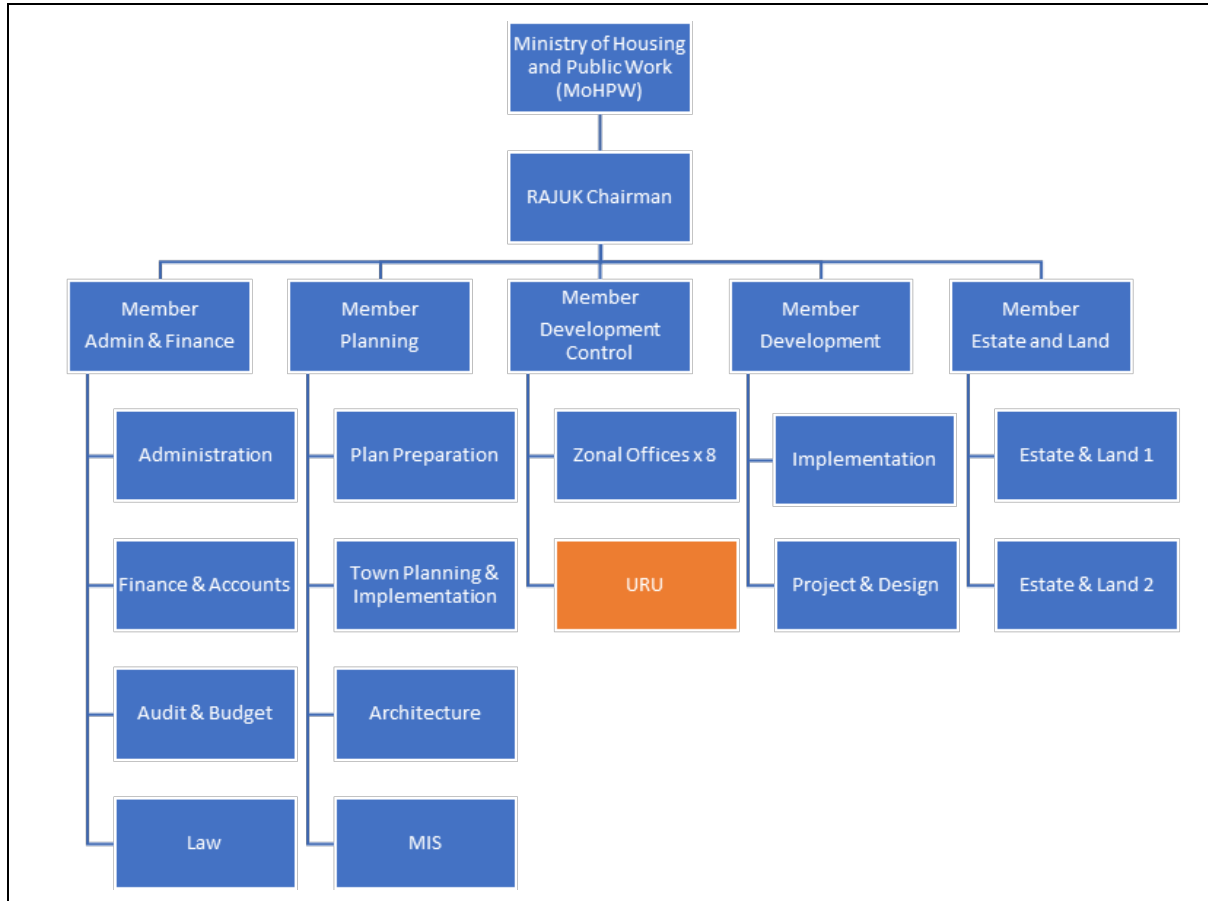 Ministry of Housing
and Public Work
(MoHPW)
RAJUK Chairman
Member
Admin & Finance
Member
Planning
Member
Development
Control
Member
Development
Member
Estate and Land
Administration
Finance & Accounts
Audit & Budget
Law
Plan Preparation
Town Planning &
Implementation
Architecture
MIS
Zonal Offices x 8
URU
Implementation
Project & Design
Estate & Land 1
Estate & Land 2